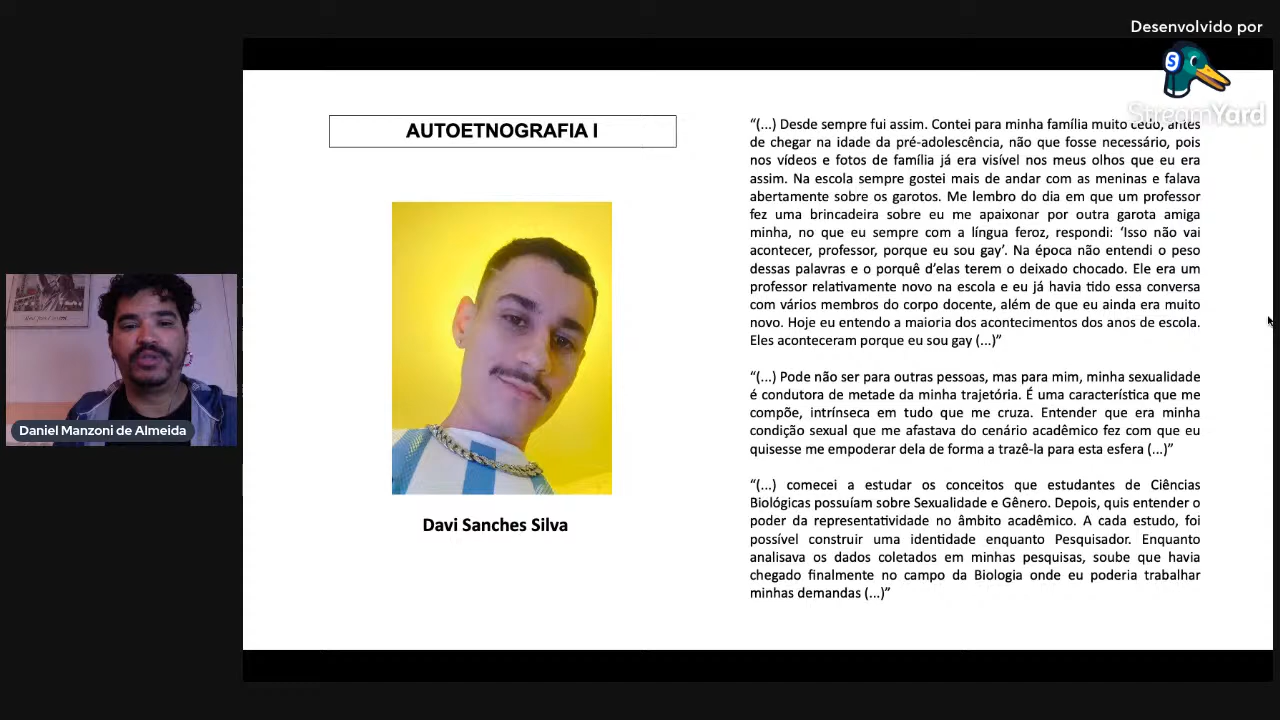 Desenvolvido por
S
StreamYard
AUTOETNOGRAFIA I
Davi Sanches Silva
“(...) Desde sempre fui assim. Contei para minha família muito cedo, antes
de chegar na idade da pré-adolescência, não que fosse necessário, pois
nos vídeos e fotos de família já era visível nos meus olhos que eu era
assim. Na escola sempre gostei mais de andar com as meninas e falava
abertamente sobre os garotos. Me lembro do dia em que um professor
fez uma brincadeira sobre eu me apaixonar por outra garota amiga
minha, no que eu sempre com a língua feroz, respondi: ‘Isso não vai
acontecer, professor, porque eu sou gay’. Na época não entendi o peso
dessas palavras e o porquê d’elas terem o deixado chocado. Ele era um
professor relativamente novo na escola e eu já havia tido essa conversa
com vários membros do corpo docente, além de que eu ainda era muito
novo. Hoje eu entendo a maioria dos acontecimentos dos anos de escola.
Eles aconteceram porque eu sou gay (...)”
“(...) Pode não ser para outras pessoas, mas para mim, minha sexualidade
é condutora de metade da minha trajetória. É uma característica que me
compõe, intrínseca em tudo que me cruza. Entender que era minha
condição sexual que me afastava do cenário acadêmico fez com que eu
quisesse me empoderar dela de forma a trazê-la para esta esfera (...)”
“(...) comecei a estudar os conceitos que estudantes de Ciências
Biológicas possuíam sobre Sexualidade e Gênero. Depois, quis entender o
poder da representatividade no âmbito acadêmico. A cada estudo, foi
possível construir uma identidade enquanto Pesquisador. Enquanto
analisava os dados coletados em minhas pesquisas, soube que havia
chegado finalmente no campo da Biologia onde eu poderia trabalhar
minhas demandas (...)”
Daniel Manzoni de Almeida